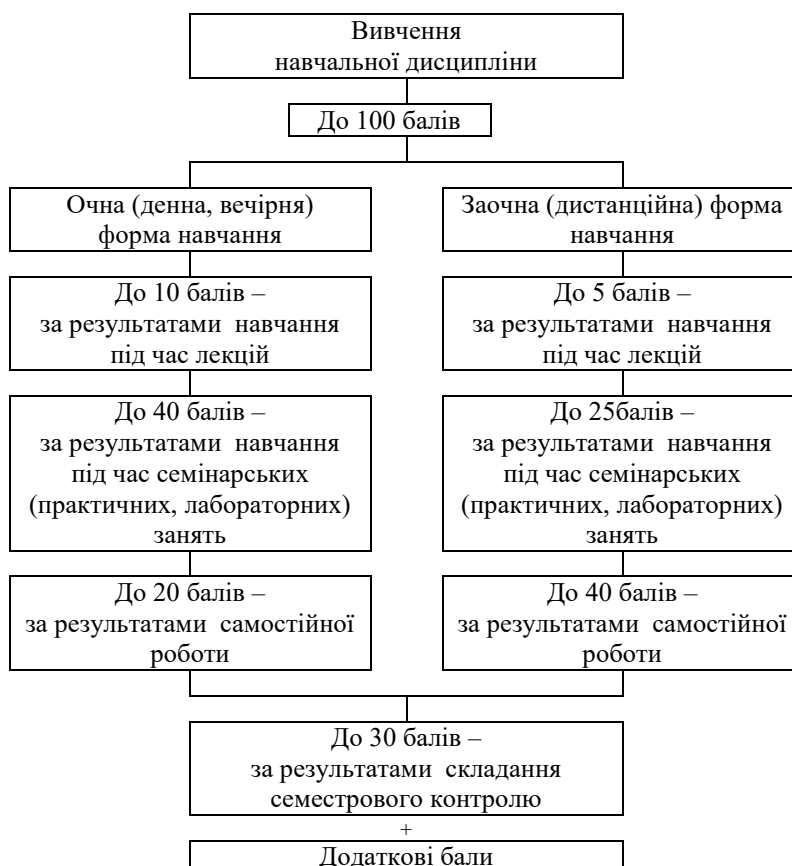 Вивчення
навчальної дисципліни
До 100 балів
Очна (денна, вечірня)
форма навчання
До 10 балів –
за результатами навчання
під час лекцій
До 40 балів –
за результатами навчання
під час семінарських
(практичних, лабораторних)
занять
До 20 балів –
за результатами самостійної
роботи
Заочна (дистанційна) форма
навчання
До 5 балів –
за результатами навчання
під час лекцій
До 25балів –
за результатами навчання
під час семінарських
(практичних, лабораторних)
занять
До 40 балів –
за результатами самостійної
роботи
До 30 балів –
за результатами складання
семестрового контролю
+
Додаткові бали